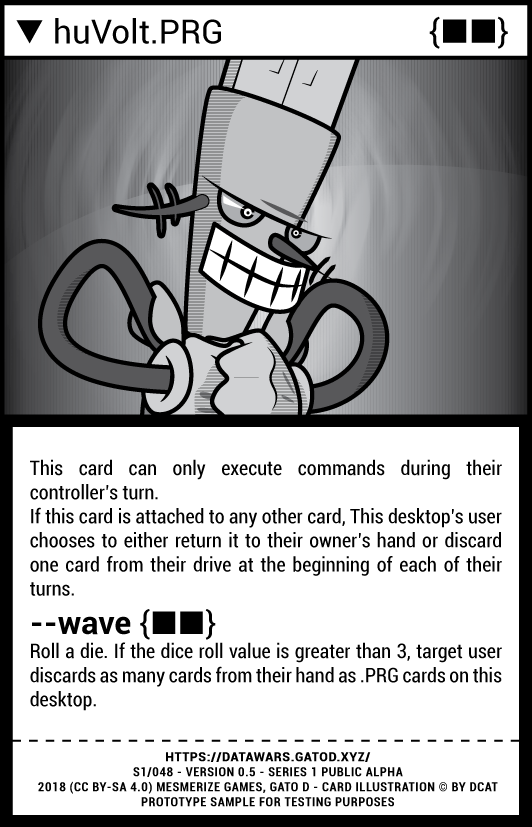 ▼ huVolt.PRG {■■}
This card can only execute commands during their
controller's turn.
If this card is attached to any other card, This desktop's user
chooses to either return it to their owner's hand or discard
one card from their drive at the beginning of each of their
turns.
--wave {■■}
Roll a die. If the dice roll value is greater than 3, target user
discards as many cards from their hand as .PRG cards on this
desktop.
HTTPS://DATAWARS.GATOD.XYZ/
S1/048 - VERSION 0.5 - SERIES 1 PUBLIC ALPHA
2018 (CC BY-SA 4.0) MESMERIZE GAMES, GATO D - CARD ILLUSTRATION © BY DCAT
PROTOTYPE SAMPLE FOR TESTING PURPOSES